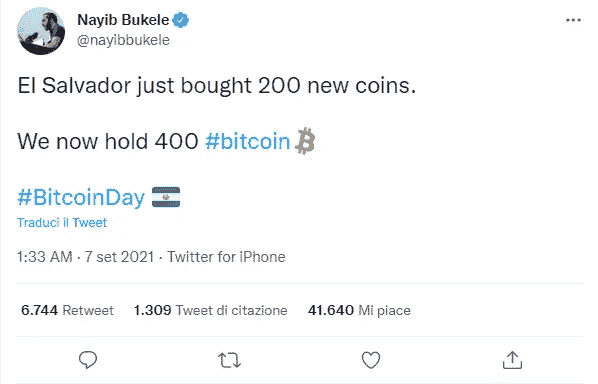 Nayib Bukele
@nayibbukele
El Salvador just bought 200 new coins.
We now hold 400 #bitcoin
#BitcoinDay
Traduci il Tweet
1:33 AM · 7 set 2021 · Twitter for iPhone
6.744 Retweet 1.309 Tweet di citazione 41.640 Mi piace